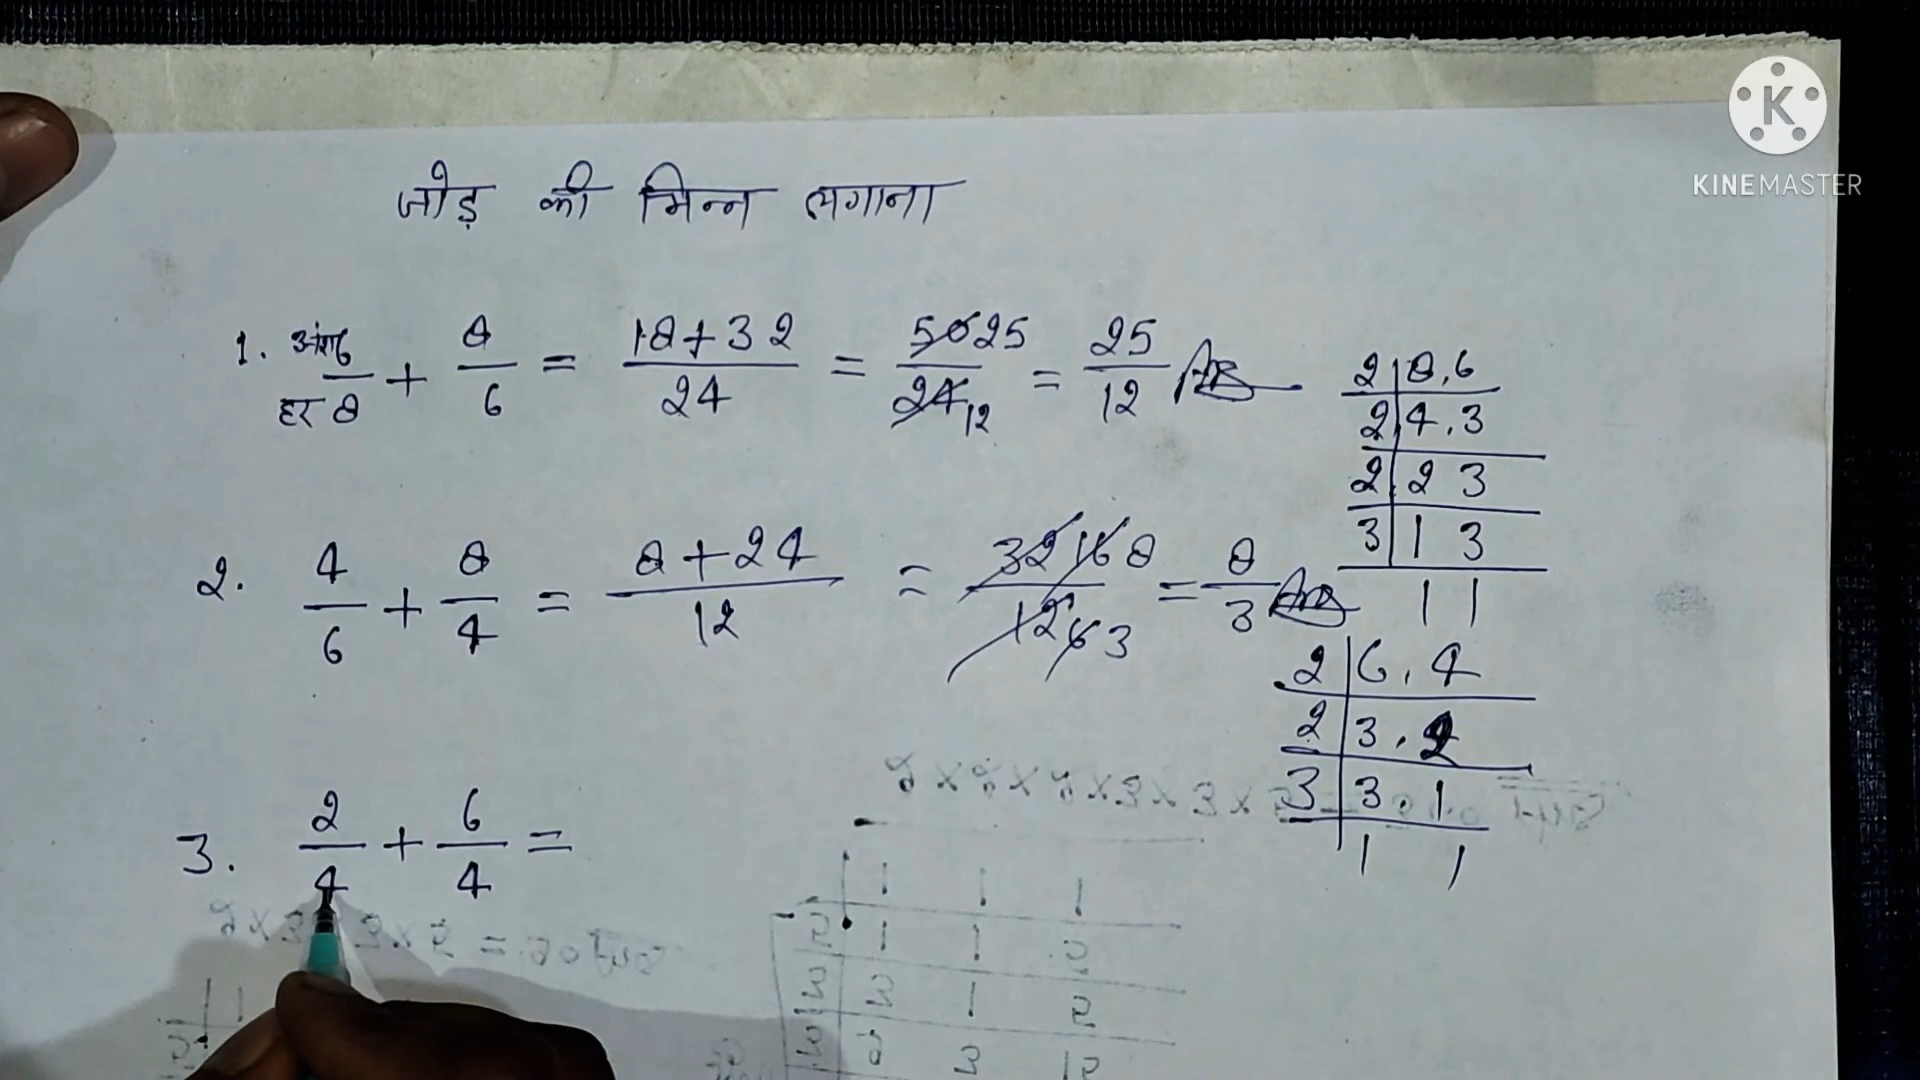 जोड़ की भिन्न लगाना
1. अंश 6/हर 8 + 8/6 = 18+32/24 = 50 25/24 12 = 25/12 Ans
2. 4/6 + 8/4 = 8+24/12 = 32 16 8/12 6 3 = 8/3 Ans
3. 2/4 + 6/4 =
2 | 8, 6
2 | 4, 3
2 | 2 3
3 | 1 3
1 1
2 | 6, 4
2 | 3, 2
3 | 3, 1
1 1
K
KINEMASTER